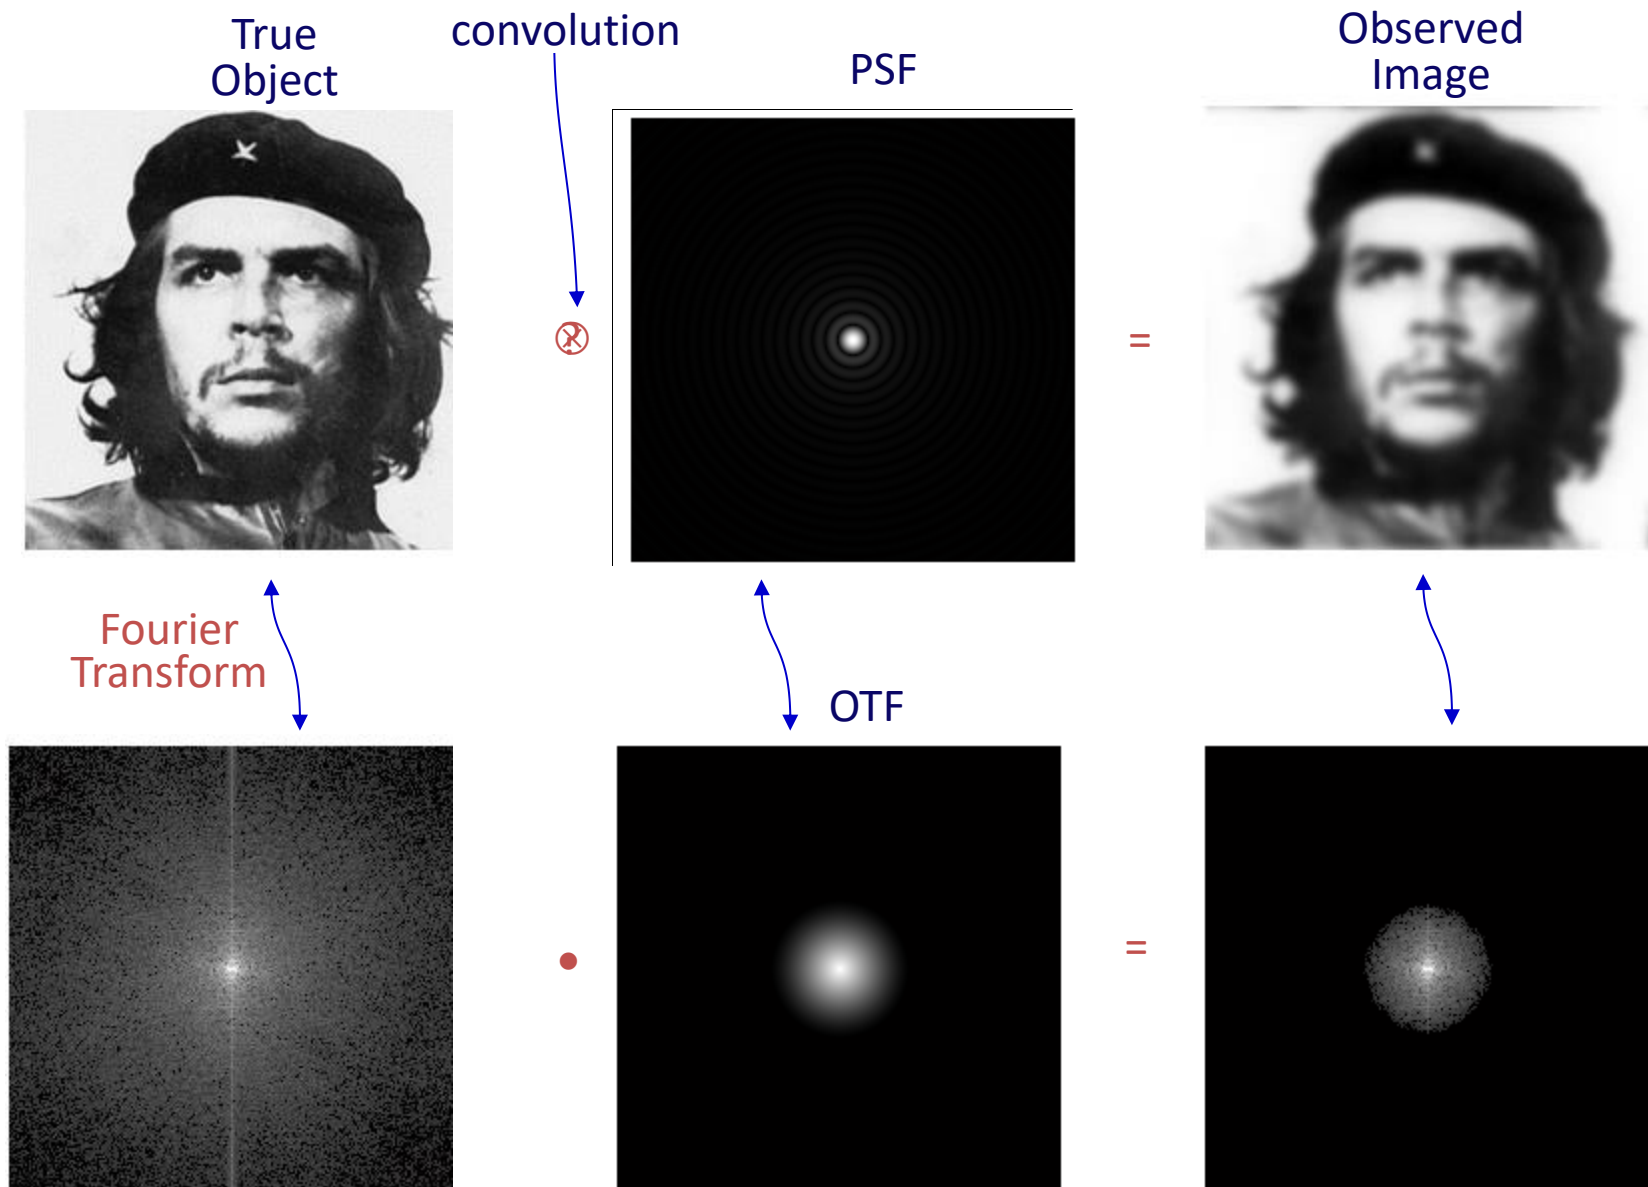 True
Object
convolution
PSF
Observed
Image
=
Fourier
Transform
OTF
•
=